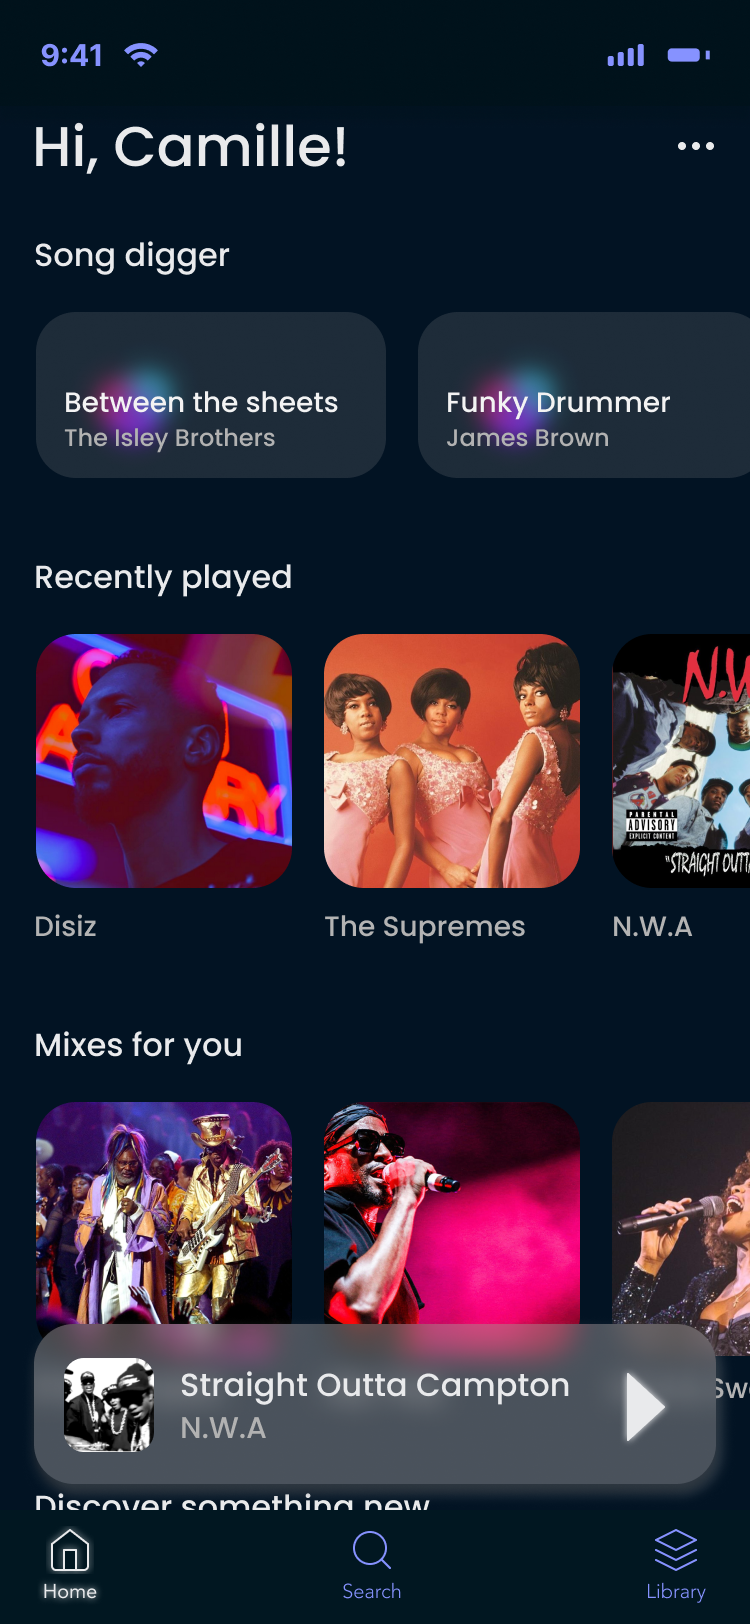 9:41
Hi, Camille!
Song digger
Between the sheets
The Isley Brothers
Funky Drummer
James Brown
Recently played
N.W
PARENTAL
ADVISORY
EXPLICIT CONTENT
"STRAIGHT OUTTA
Disiz
The Supremes
N.W.A
Mixes for you
Straight Outta Campton
N.W.A
Discover something new
Home
Search
Library